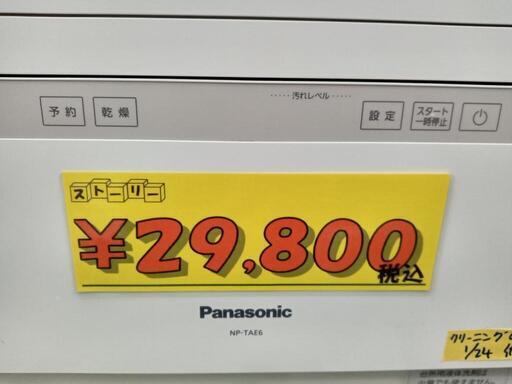 汚れレベル
予約 乾燥 設定 スタート
一時停止
ストーリー
¥29,800
税込
Panasonic
NP-TAE6
クリーニング
1/24